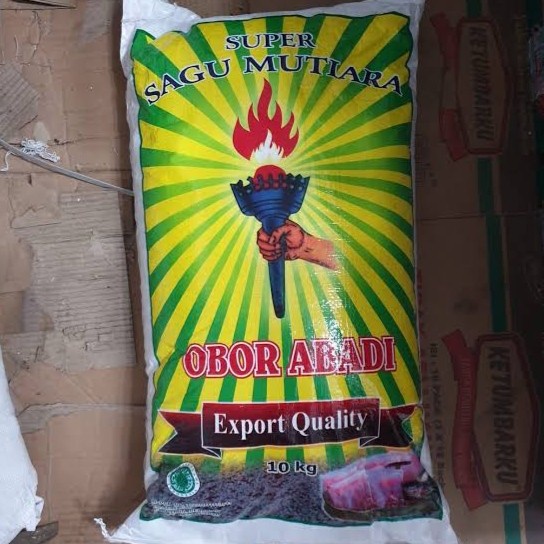 SUPER
SAGU MUTIARA
OBOR ABADI
Export Quality
10 kg
KETUMBARKU
KETUMBARKU